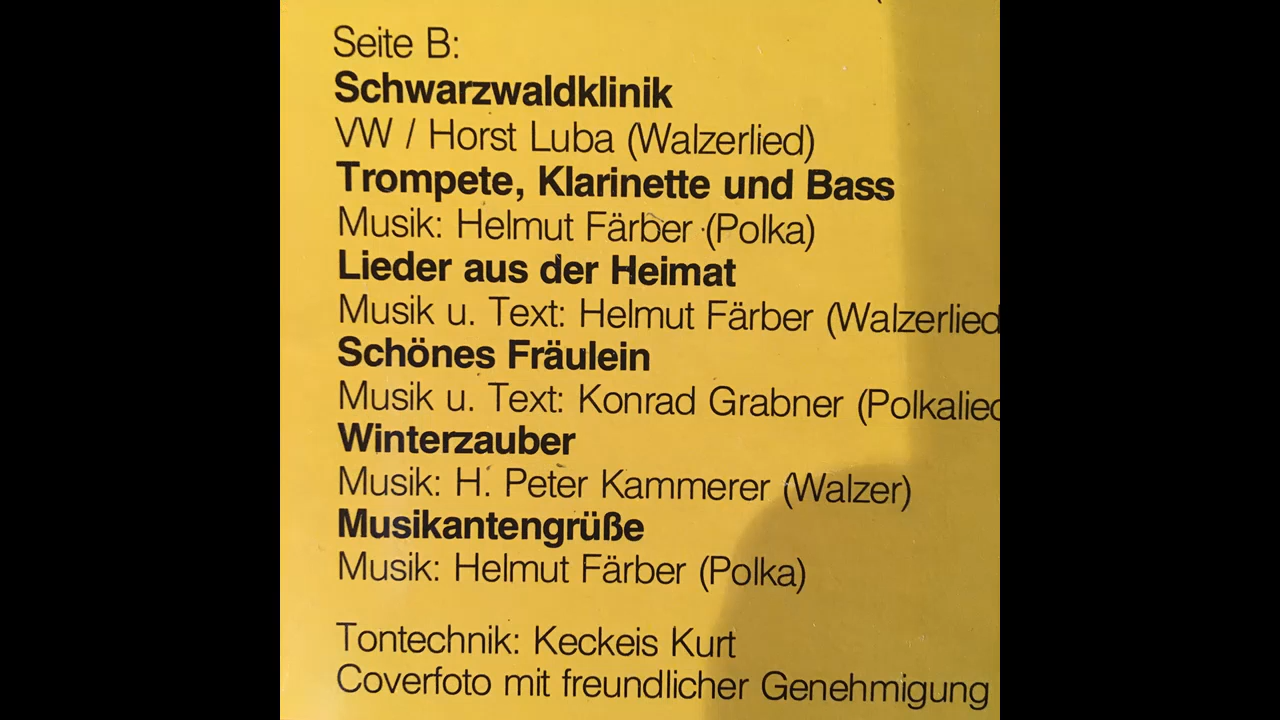 Seite B:
Schwarzwaldklinik
VW / Horst Luba (Walzerlied)
Trompete, Klarinette und Bass
Musik: Helmut Färber (Polka)
Lieder aus der Heimat
Musik u. Text: Helmut Färber (Walzerlied
Schönes Fräulein
Musik u. Text: Konrad Grabner (Polkalied
Winterzauber
Musik: H. Peter Kammerer (Walzer)
Musikantengrüße
Musik: Helmut Färber (Polka)
Tontechnik: Keckeis Kurt
Coverfoto mit freundlicher Genehmigung